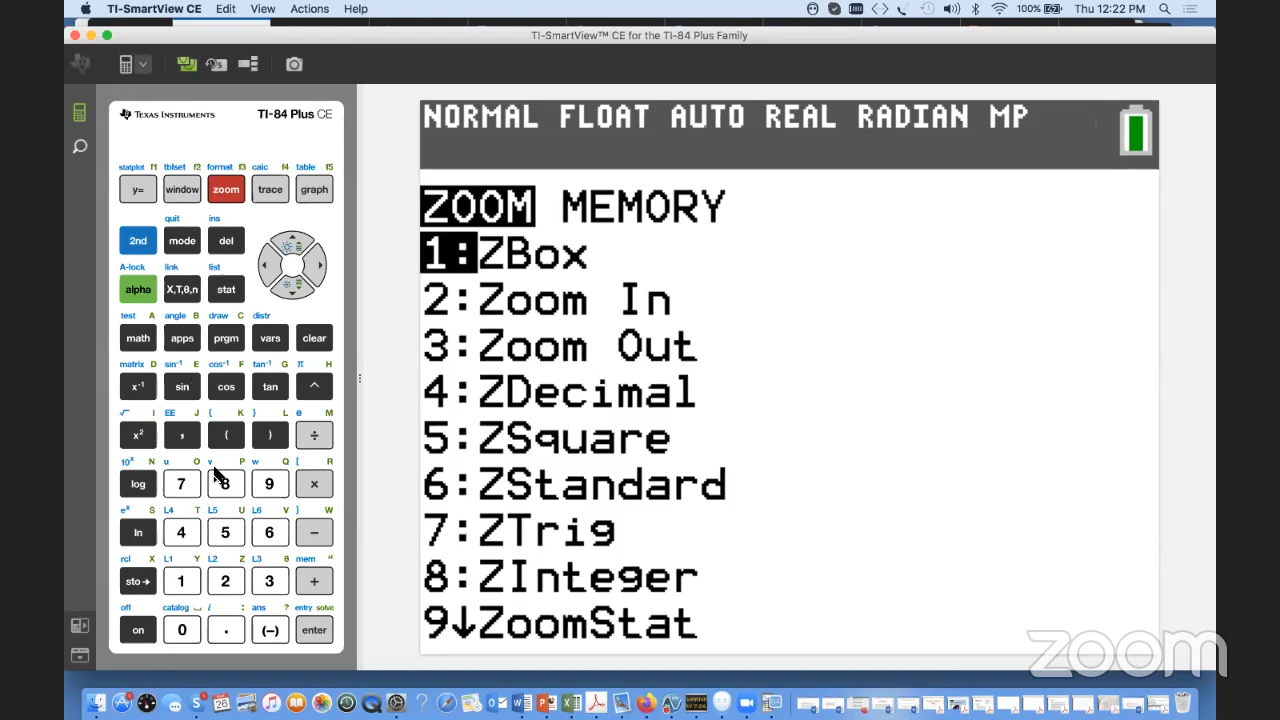 TI-SmartView CE Edit View Actions Help 100% Thu 12:22 PM
TI-SmartView™ CE for the TI-84 Plus Family
TEXAS INSTRUMENTS TI-84 Plus CE
statplot f1 tblset f2 format f3 calc f4 table f5
y= window zoom trace graph
quit ins
2nd mode del
A-lock link list
alpha X,T,θ,n stat
test A angle B draw C distr
math apps prgm vars clear
matrix D sin⁻¹ E cos⁻¹ F tan⁻¹ G π H
x⁻¹ sin cos tan ^
√ I EE J { K } L e M
x² , ( ) ÷
10ˣ N u O v P w Q [ R
log 7 8 9 ×
eˣ S L4 T L5 U L6 V ] W
ln 4 5 6 −
rcl X L1 Y L2 Z L3 θ mem "
sto→ 1 2 3 +
off catalog i : ans ? entry solve
on 0 . (−) enter
NORMAL FLOAT AUTO REAL RADIAN MP
ZOOM MEMORY
1:ZBox
2:Zoom In
3:Zoom Out
4:ZDecimal
5:ZSquare
6:ZStandard
7:ZTrig
8:ZInteger
9↓ZoomStat
zoom